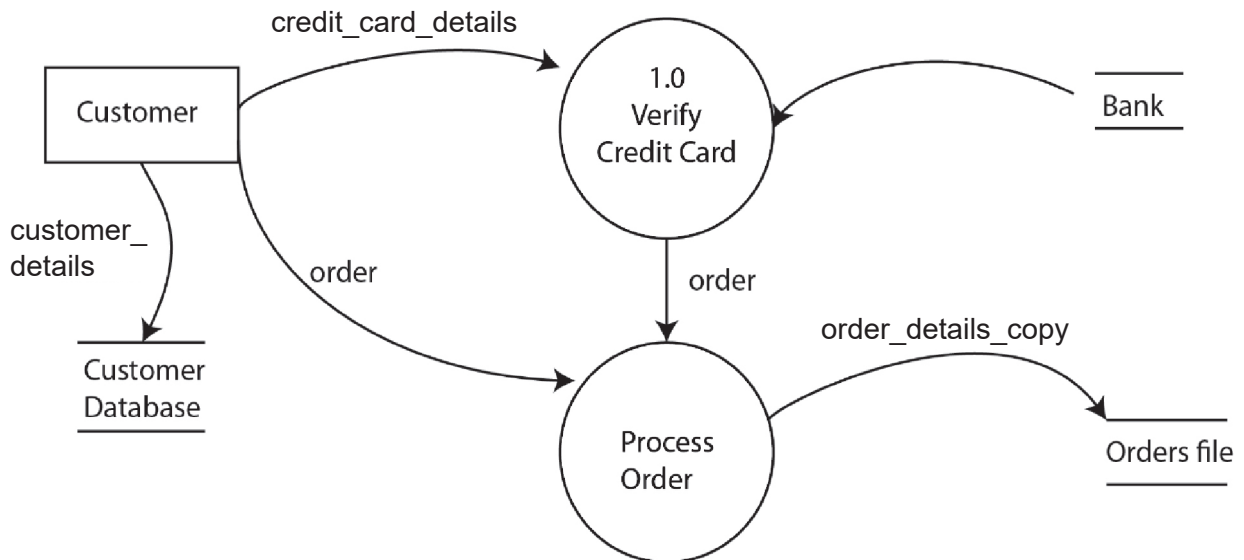 credit_card_details
Customer
1.0
Verify
Credit Card
Bank
customer_
details
order
order
order_details_copy
Customer
Database
Process
Order
Orders file